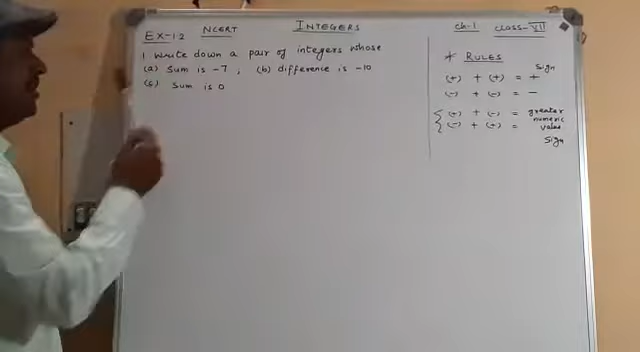 EX-1.2 NCERT INTEGERS Ch-1 Class-VII
1 Write down a pair of integers whose
(a) Sum is -7 , (b) difference is -10
(c) Sum is 0
* RULES
Sign
(+) + (+) = +
(-) + (-) = -
(+) + (-) = greater
(-) + (+) = numeric
value
Sign